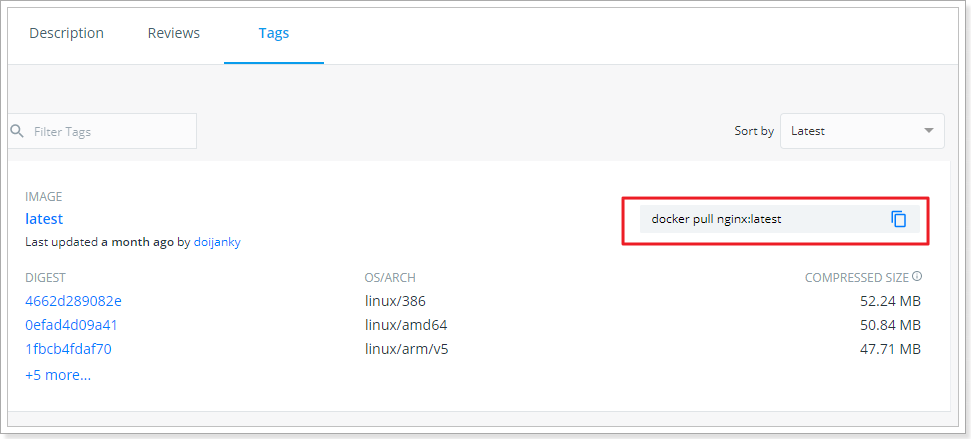 Description Reviews Tags
Filter Tags Sort by Latest
IMAGE
latest docker pull nginx:latest
Last updated a month ago by doijanky
DIGEST OS/ARCH COMPRESSED SIZE
4662d289082e linux/386 52.24 MB
0efad4d09a41 linux/amd64 50.84 MB
1fbcb4fdaf70 linux/arm/v5 47.71 MB
+5 more...